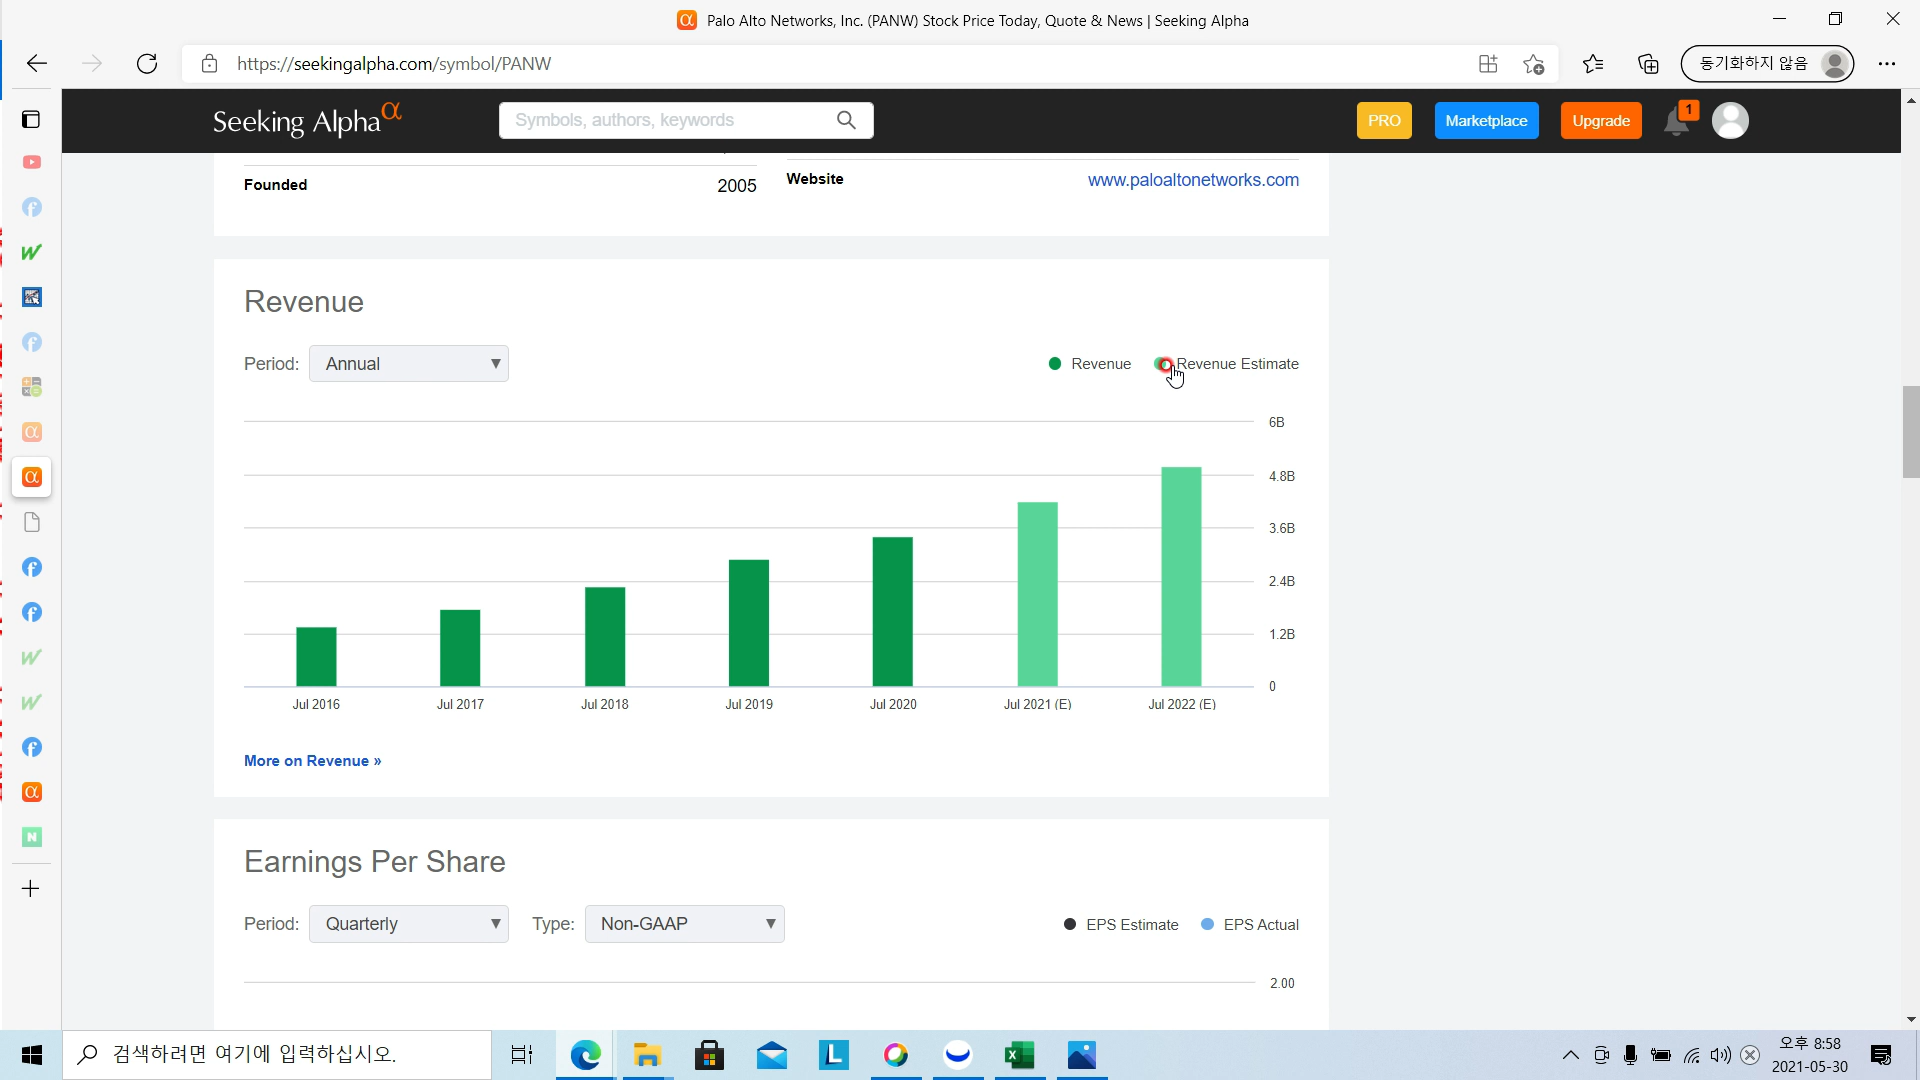 Palo Alto Networks, Inc. (PANW) Stock Price Today, Quote & News | Seeking Alpha
https://seekingalpha.com/symbol/PANW
동기화하지 않음
Seeking Alpha α
Symbols, authors, keywords
PRO
Marketplace
Upgrade
1
Founded 2005
Website www.paloaltonetworks.com
Revenue
Period: Annual
Revenue Revenue Estimate
6B
4.8B
3.6B
2.4B
1.2B
0
Jul 2016 Jul 2017 Jul 2018 Jul 2019 Jul 2020 Jul 2021 (E) Jul 2022 (E)
More on Revenue »
Earnings Per Share
Period: Quarterly Type: Non-GAAP
EPS Estimate EPS Actual
2.00
검색하려면 여기에 입력하십시오.
오후 8:58
2021-05-30